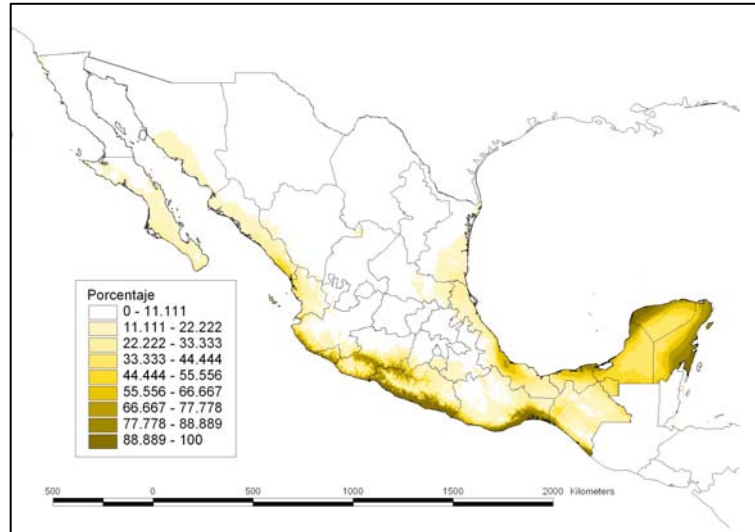 Porcentaje
0 - 11.111
11.111 - 22.222
22.222 - 33.333
33.333 - 44.444
44.444 - 55.556
55.556 - 66.667
66.667 - 77.778
77.778 - 88.889
88.889 - 100
500 0 500 1000 1500 2000 Kilometers